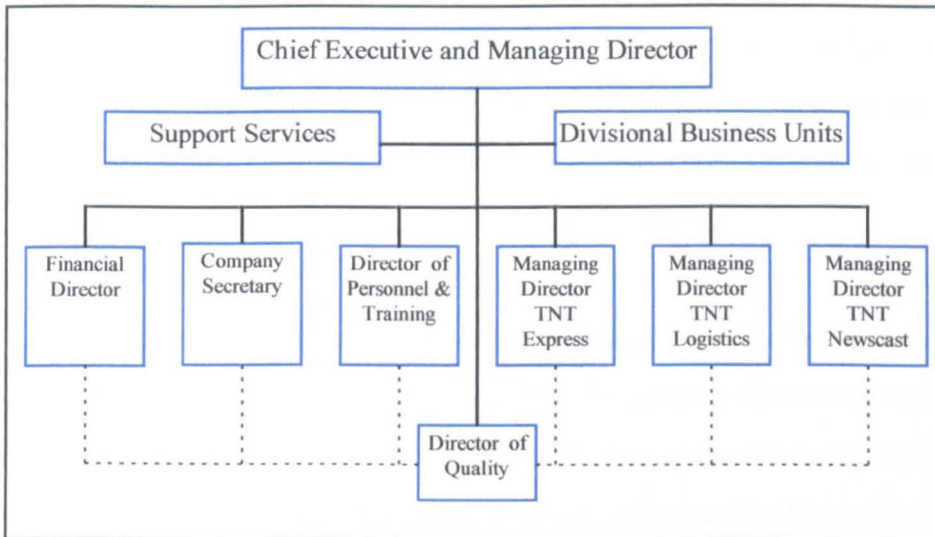 Chief Executive and Managing Director
Support Services
Divisional Business Units
Financial
Director
Company
Secretary
Director of
Personnel &
Training
Managing
Director
TNT
Express
Managing
Director
TNT
Logistics
Managing
Director
TNT
Newscast
Director of
Quality